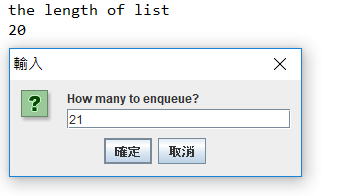 the length of list
20
輸入
How many to enqueue?
21
確定
取消